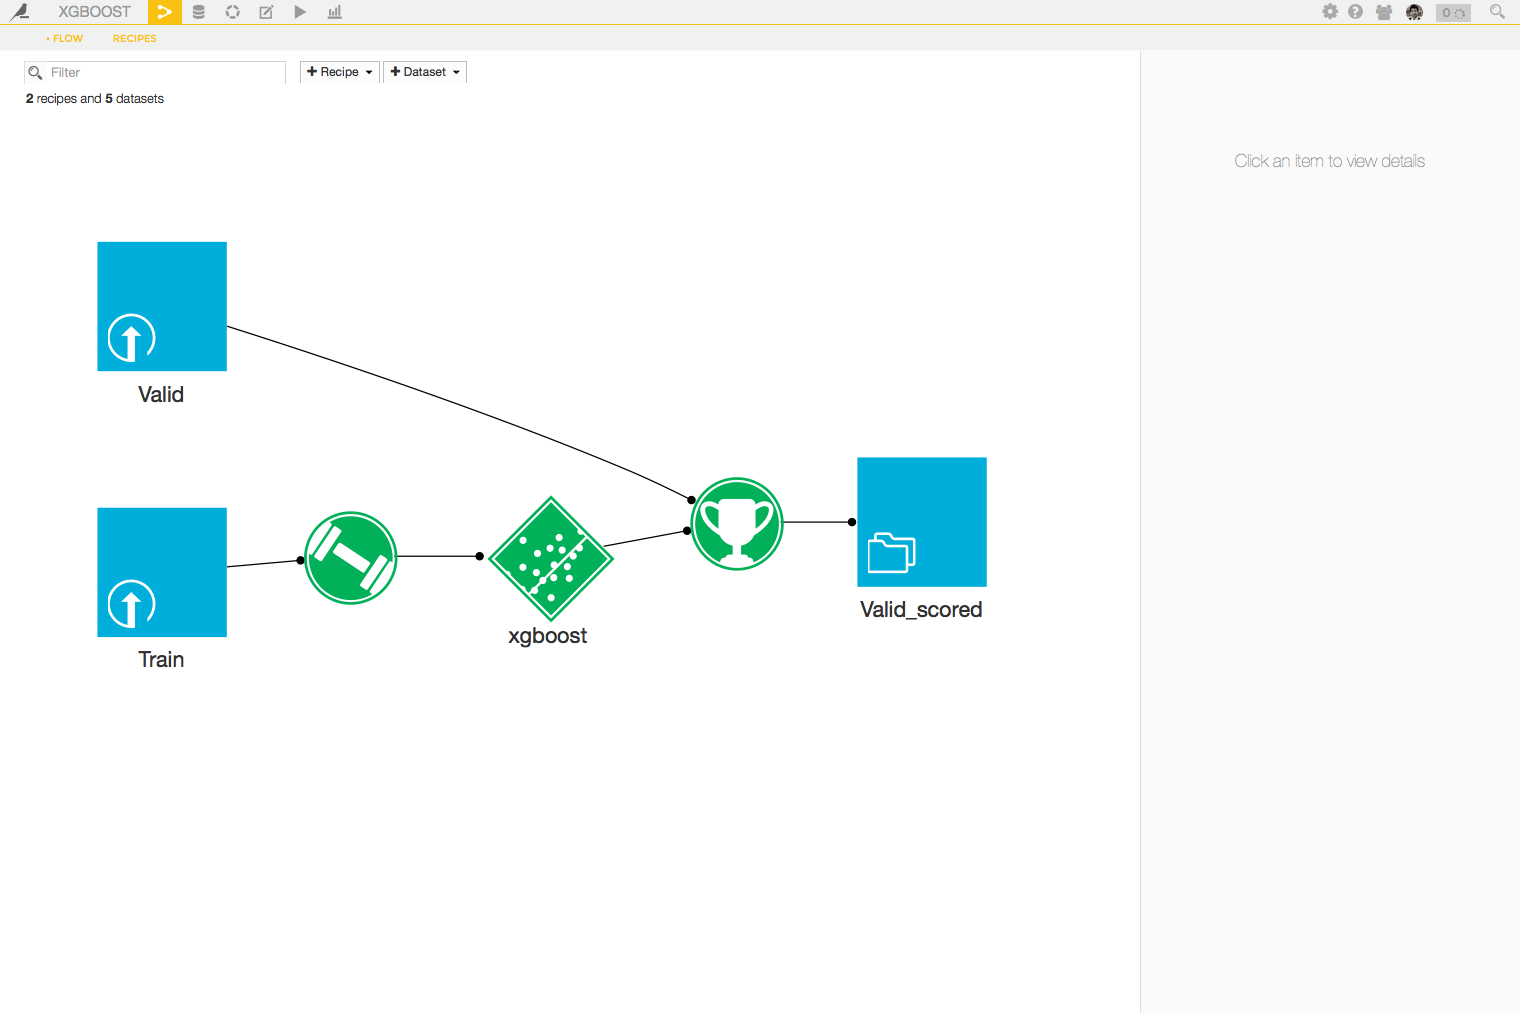 XGBOOST
0
• FLOW RECIPES
Filter
+ Recipe
+ Dataset
2 recipes and 5 datasets
Click an item to view details
Valid
Train
xgboost
Valid_scored